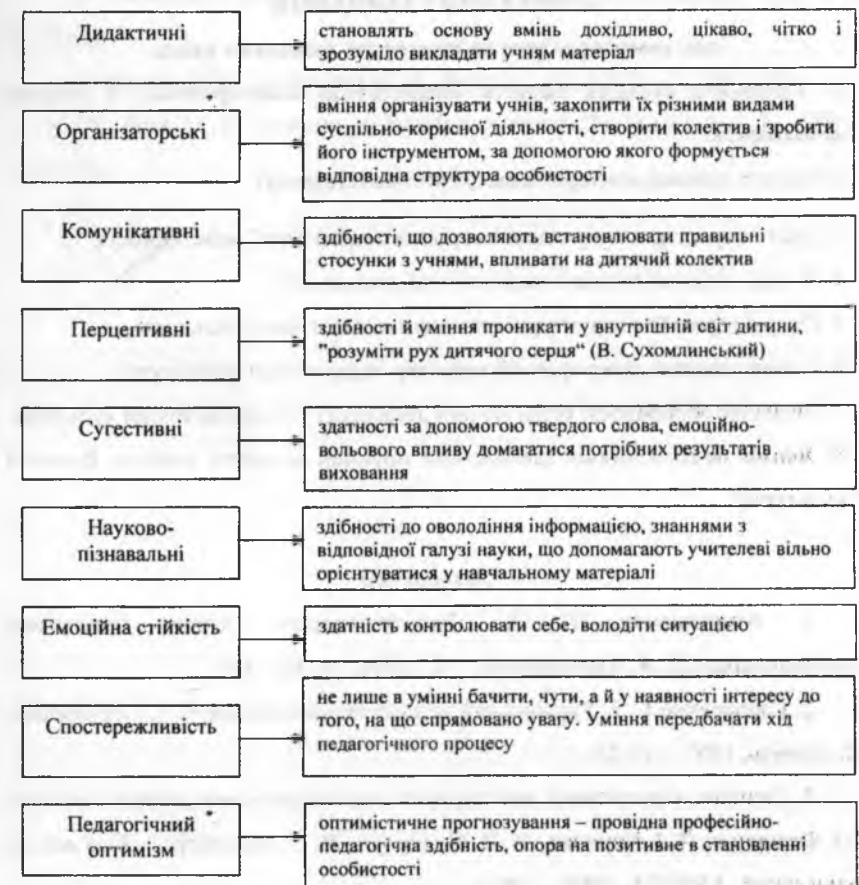 Дидактичні
становлять основу вмінь дохідливо, цікаво, чітко і
зрозуміло викладати учням матеріал
Організаторські
вміння організувати учнів, захопити їх різними видами
суспільно-корисної діяльності, створити колектив і зробити
його інструментом, за допомогою якого формується
відповідна структура особистості
Комунікативні
здібності, що дозволяють встановлювати правильні
стосунки з учнями, впливати на дитячий колектив
Перцептивні
здібності й уміння проникати у внутрішній світ дитини,
"розуміти рух дитячого серця“ (В. Сухомлинський)
Сугестивні
здатності за допомогою твердого слова, емоційно-
вольового впливу домагатися потрібних результатів
виховання
Науково-
пізнавальні
здібності до оволодіння інформацією, знаннями з
відповідної галузі науки, що допомагають учителеві вільно
орієнтуватися у навчальному матеріалі
Емоційна стійкість
здатність контролювати себе, володіти ситуацією
Спостережливість
не лише в умінні бачити, чути, а й у наявності інтересу до
того, на що спрямовано увагу. Уміння передбачати хід
педагогічного процесу
Педагогічний
оптимізм
оптимістичне прогнозування – провідна професійно-
педагогічна здібність, опора на позитивне в становленні
особистості